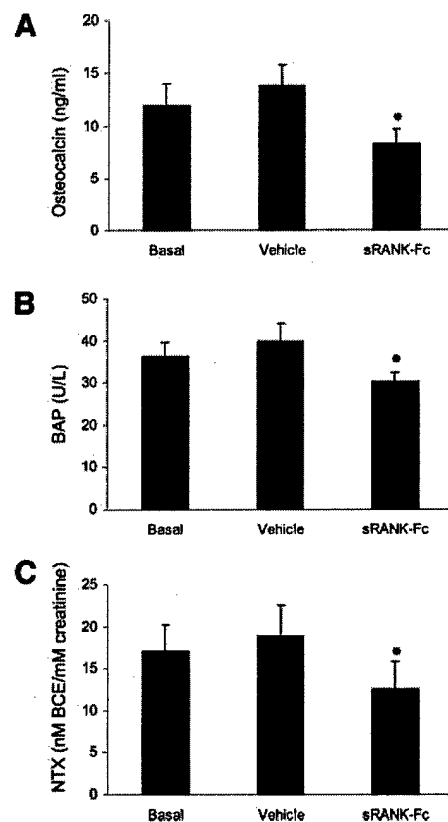 A
20
15
10
5
0
Osteocalcin (ng/ml)
*
Basal Vehicle sRANK-Fc
B
50
40
30
20
10
0
BAP (U/L)
*
Basal Vehicle sRANK-Fc
C
25
20
15
10
5
0
NTX (nM BCE/mM creatinine)
*
Basal Vehicle sRANK-Fc